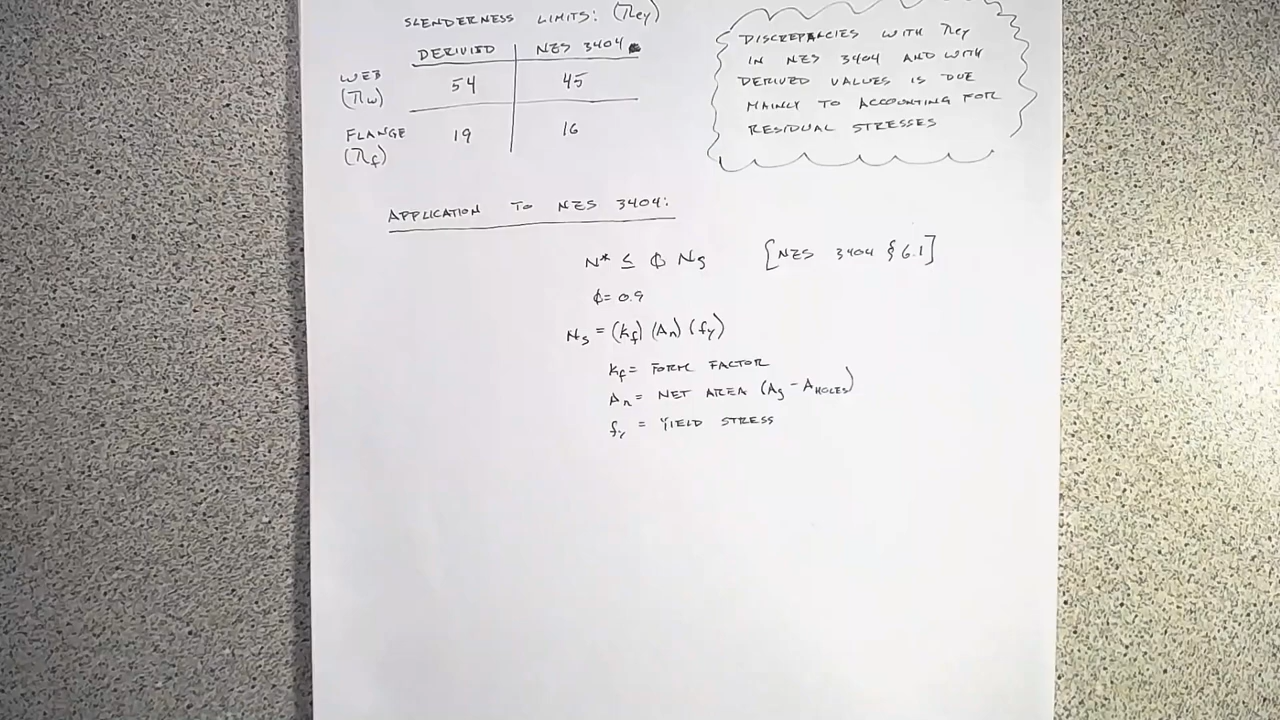 SLENDERNESS LIMITS: (λey)
DERIVED NZS 3404
WEB 54 45
(λw)
FLANGE 19 16
(λf)
DISCREPANCIES WITH λey
IN NZS 3404 AND WITH
DERIVED VALUES IS DUE
MAINLY TO ACCOUNTING FOR
RESIDUAL STRESSES
APPLICATION TO NZS 3404:
N* ≤ ϕ Ns [NZS 3404 § 6.1]
ϕ = 0.9
Ns = (kf) (An) (fy)
kf = FORM FACTOR
An = NET AREA (Ag - AHOLES)
fy = YIELD STRESS